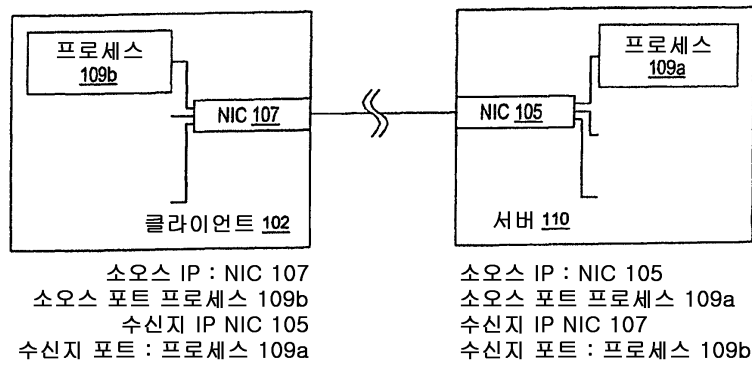 프로세스
109b
NIC 107
클라이언트 102
프로세스
109a
NIC 105
서버 110
소오스 IP : NIC 107
소오스 포트 프로세스 109b
수신지 IP NIC 105
수신지 포트 : 프로세스 109a
소오스 IP : NIC 105
소오스 포트 프로세스 109a
수신지 IP NIC 107
수신지 포트 : 프로세스 109b